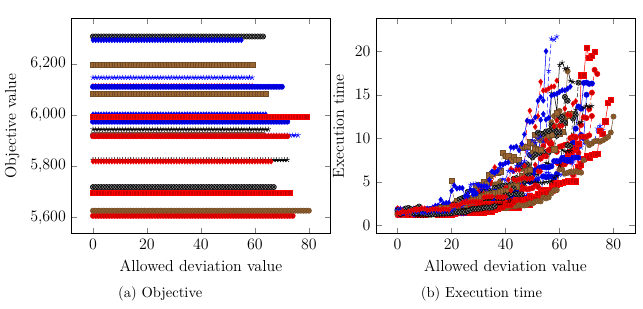 6,200
6,000
5,800
5,600
Objective value
0 20 40 60 80
Allowed deviation value
(a) Objective
20
15
10
5
0
Execution time
0 20 40 60 80
Allowed deviation value
(b) Execution time